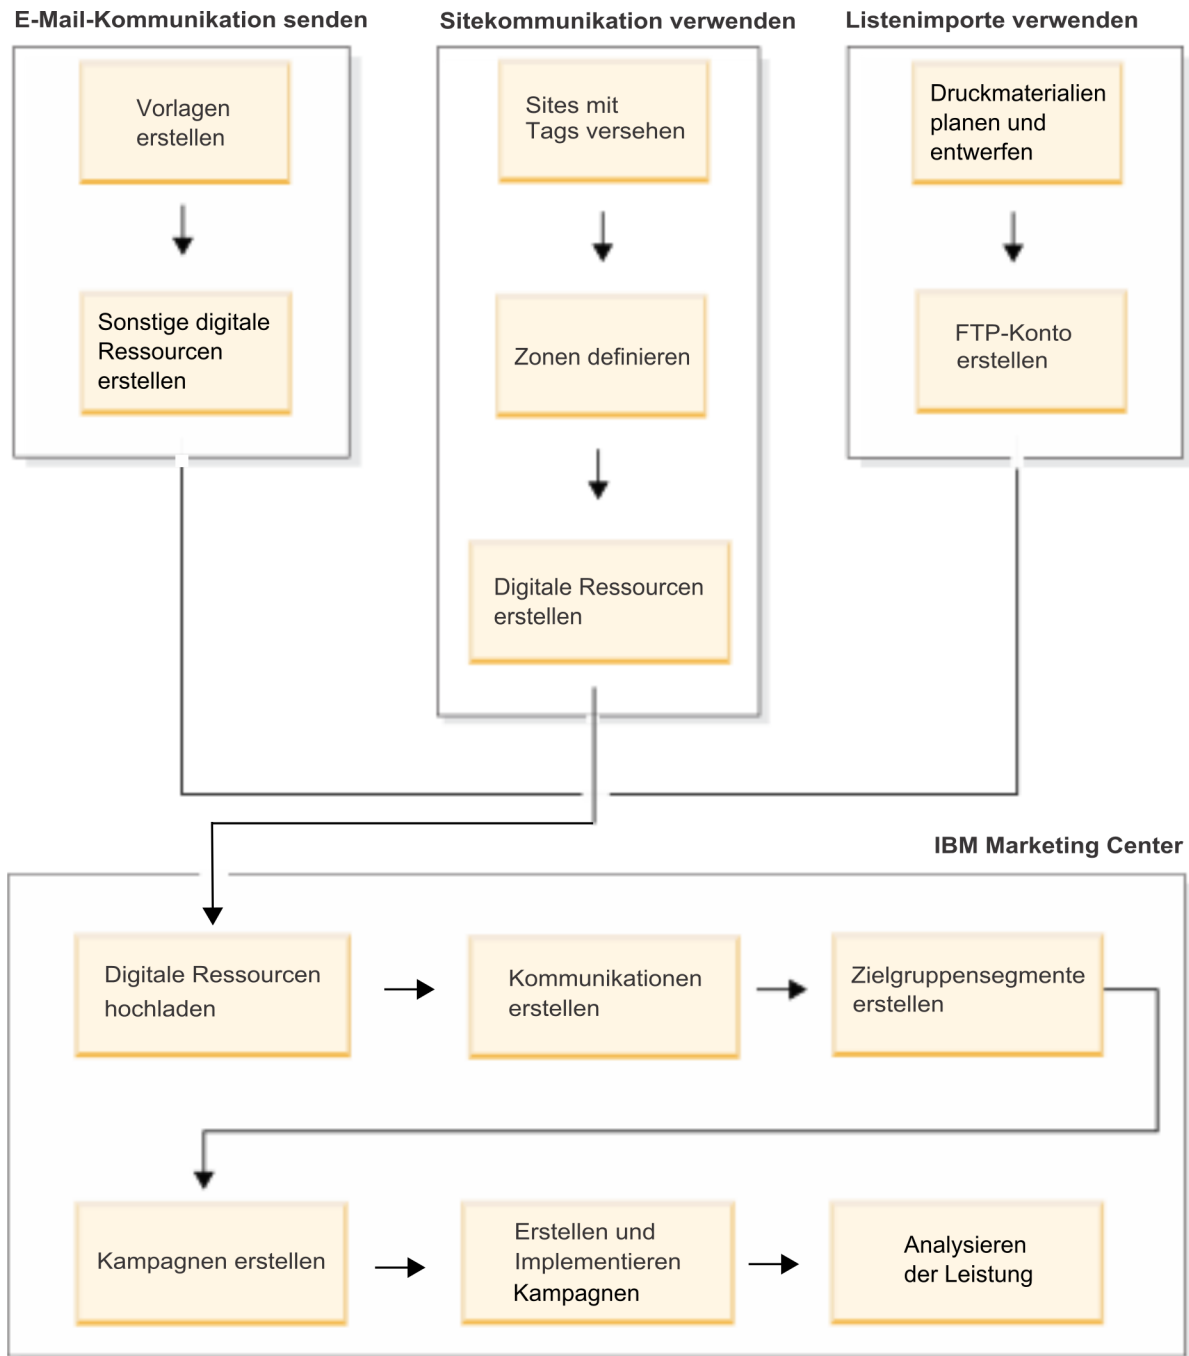 E-Mail-Kommunikation senden
Vorlagen
erstellen
Sonstige digitale
Ressourcen
erstellen
Sitekommunikation verwenden
Sites mit
Tags versehen
Zonen definieren
Digitale Ressourcen
erstellen
Listenimporte verwenden
Druckmaterialien
planen und
entwerfen
FTP-Konto
erstellen
IBM Marketing Center
Digitale Ressourcen
hochladen
Kommunikationen
erstellen
Zielgruppensegmente
erstellen
Kampagnen erstellen
Erstellen und
Implementieren
Kampagnen
Analysieren
der Leistung